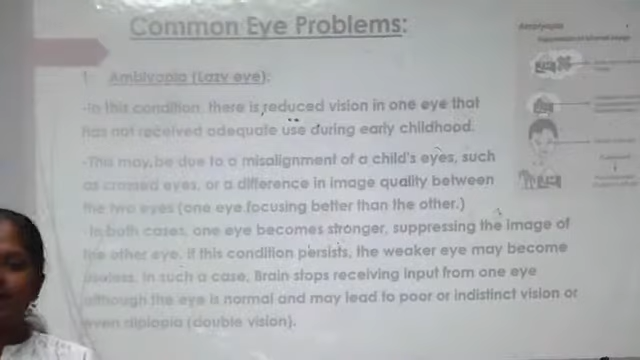 Common Eye Problems:
1. Amblyopia (Lazy eye):
-In this condition, there is reduced vision in one eye that
has not received adequate use during early childhood.
-This may be due to a misalignment of a child's eyes, such
as crossed eyes, or a difference in image quality between
the two eyes (one eye focusing better than the other.)
-In both cases, one eye becomes stronger, suppressing the image of
the other eye. If this condition persists, the weaker eye may become
useless. In such a case, Brain stops receiving input from one eye
although the eye is normal and may lead to poor or indistinct vision or
even diplopia (double vision).
Amblyopia